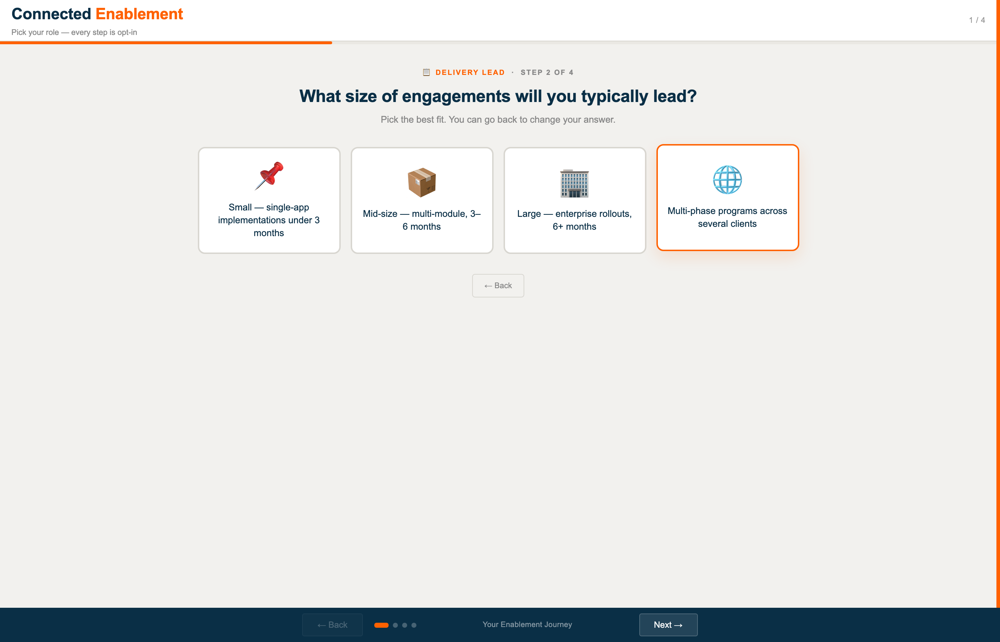 Connected Enablement
Pick your role — every step is opt-in
1 / 4
DELIVERY LEAD · STEP 2 OF 4
What size of engagements will you typically lead?
Pick the best fit. You can go back to change your answer.
Small — single-app
implementations under 3
months
Mid-size — multi-module, 3–
6 months
Large — enterprise rollouts,
6+ months
Multi-phase programs across
several clients
← Back
← Back
Your Enablement Journey
Next →